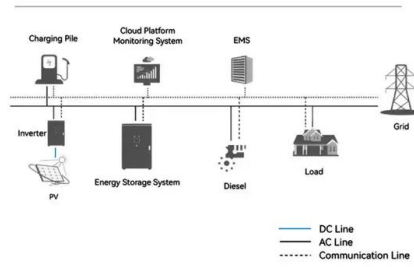 Charging Pile
Cloud Platform
Monitoring System
EMS
Grid
Inverter
PV
Energy Storage System
Diesel
Load
DC Line
AC Line
Communication Line